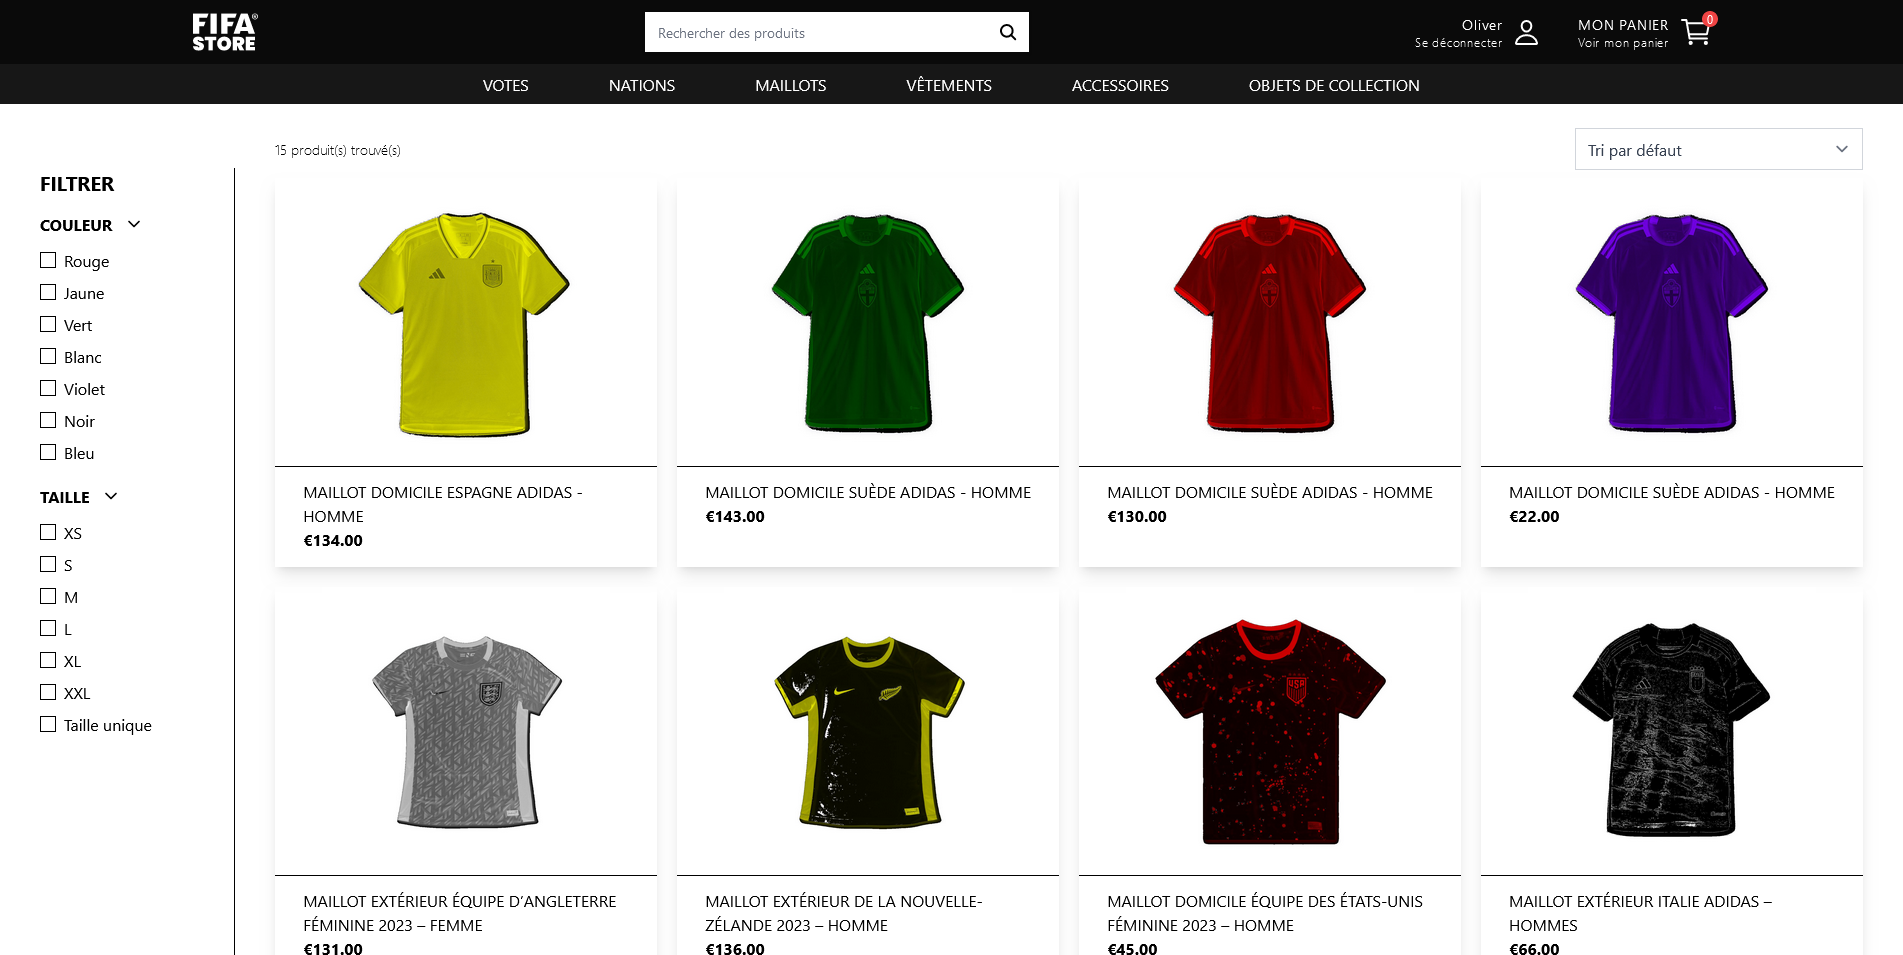 FIFA®
STORE
Rechercher des produits
Oliver
Se déconnecter
MON PANIER
Voir mon panier
0
VOTES
NATIONS
MAILLOTS
VÊTEMENTS
ACCESSOIRES
OBJETS DE COLLECTION
15 produit(s) trouvé(s)
Tri par défaut
FILTRER
COULEUR
Rouge
Jaune
Vert
Blanc
Violet
Noir
Bleu
TAILLE
XS
S
M
L
XL
XXL
Taille unique
MAILLOT DOMICILE ESPAGNE ADIDAS -
HOMME
€134.00
MAILLOT DOMICILE SUÈDE ADIDAS - HOMME
€143.00
MAILLOT DOMICILE SUÈDE ADIDAS - HOMME
€130.00
MAILLOT DOMICILE SUÈDE ADIDAS - HOMME
€22.00
USA
MAILLOT EXTÉRIEUR ÉQUIPE D’ANGLETERRE
FÉMININE 2023 – FEMME
€131.00
MAILLOT EXTÉRIEUR DE LA NOUVELLE-
ZÉLANDE 2023 – HOMME
€136.00
MAILLOT DOMICILE ÉQUIPE DES ÉTATS-UNIS
FÉMININE 2023 – HOMME
€45.00
MAILLOT EXTÉRIEUR ITALIE ADIDAS –
HOMMES
€66.00